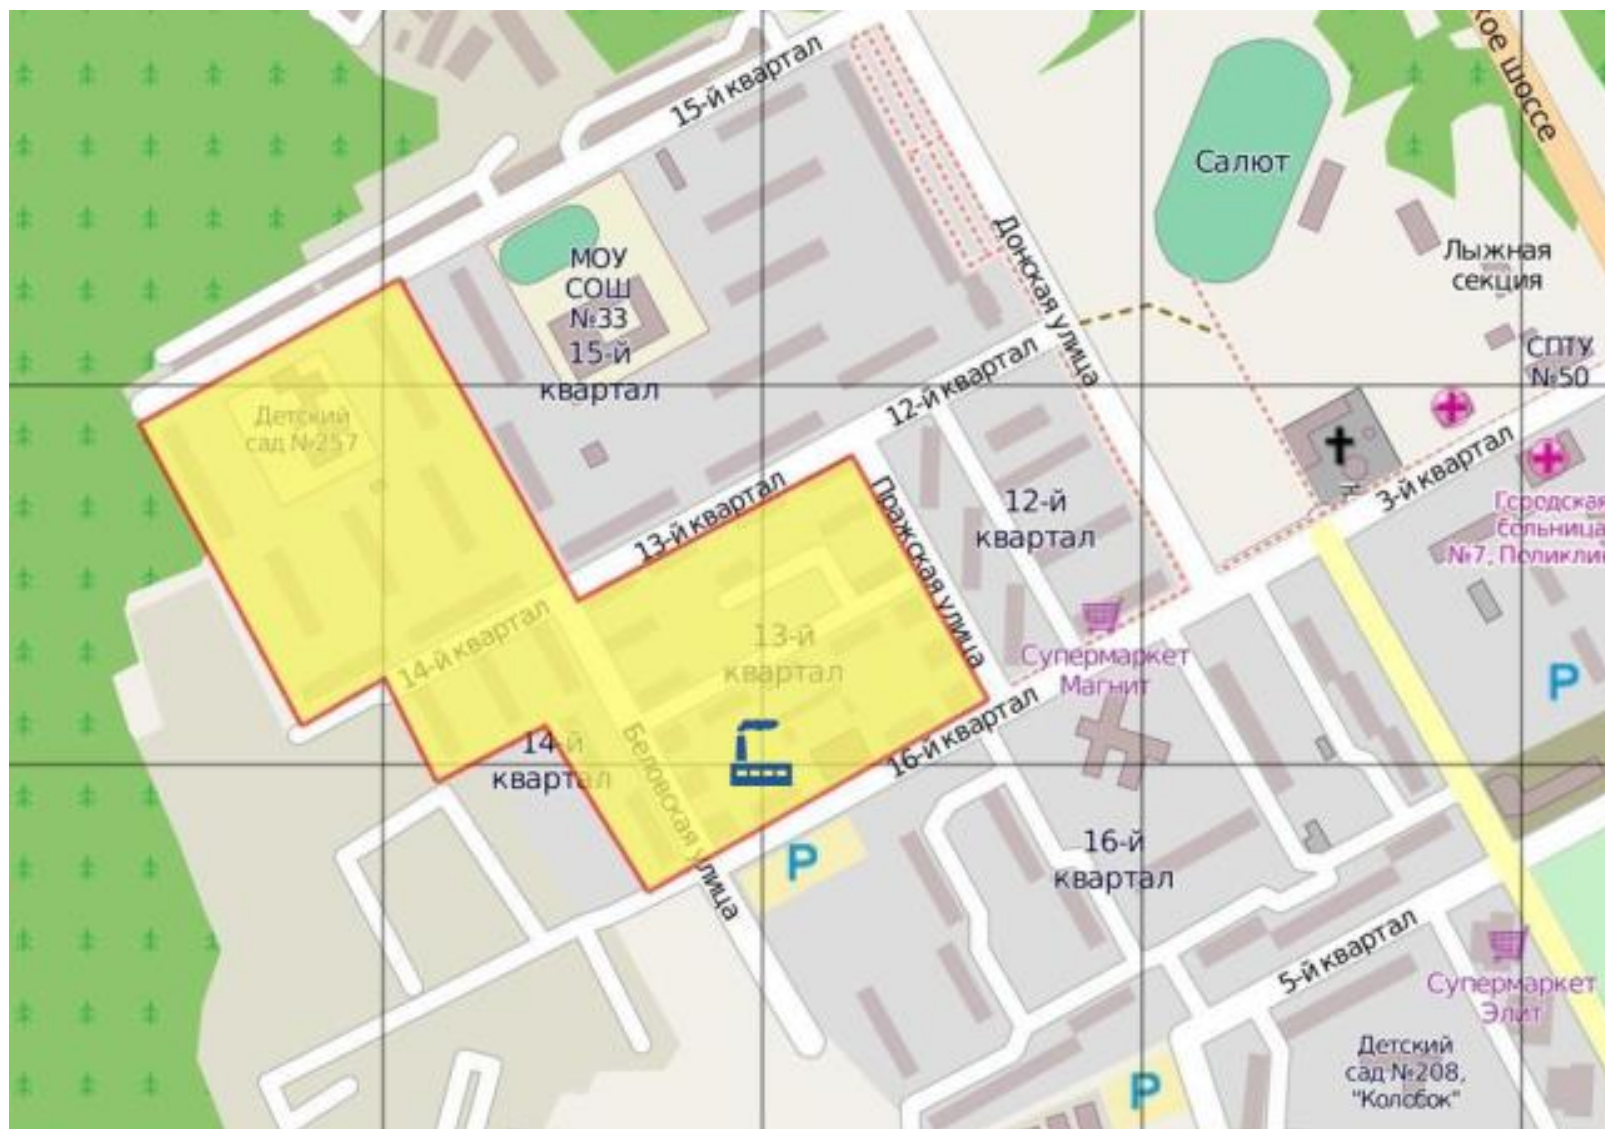 15-й квартал
кое шоссе
Салют
Донская улица
МОУ
СОШ
№33
15-й
квартал
Лыжная
секция
СПТУ
№50
12-й квартал
Детский
сад №257
3-й квартал
12-й
квартал
13-й квартал
Пражская улица
Городская
больница
№7, Поликли
14-й квартал
13-й
квартал
Супермаркет
Магнит
P
16-й квартал
14-й
квартал
Беловская улица
P
16-й
квартал
5-й квартал
Супермаркет
Элит
Детский
сад №208,
"Колобок"
P